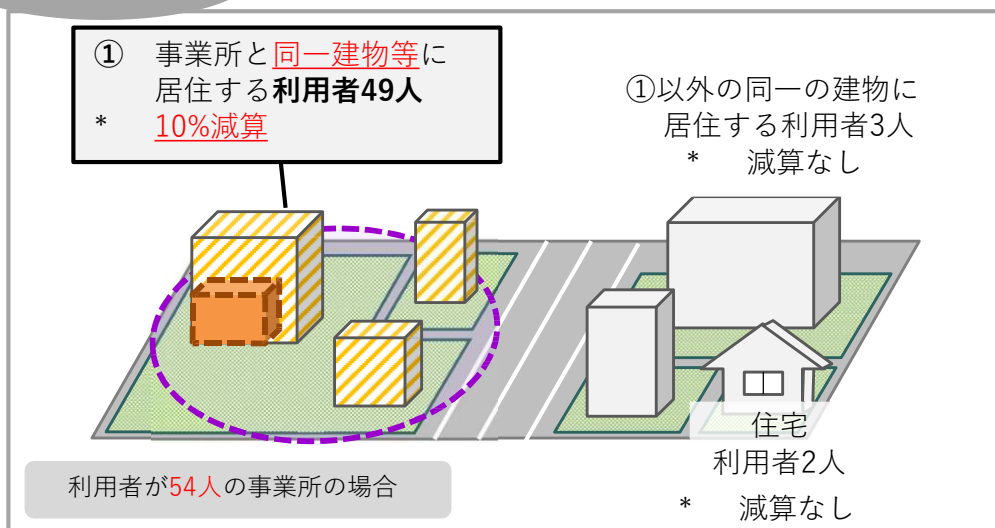 ① 事業所と同一建物等に
居住する利用者49人
* 10%減算
①以外の同一の建物に
居住する利用者3人
* 減算なし
住宅
利用者2人
* 減算なし
利用者が54人の事業所の場合